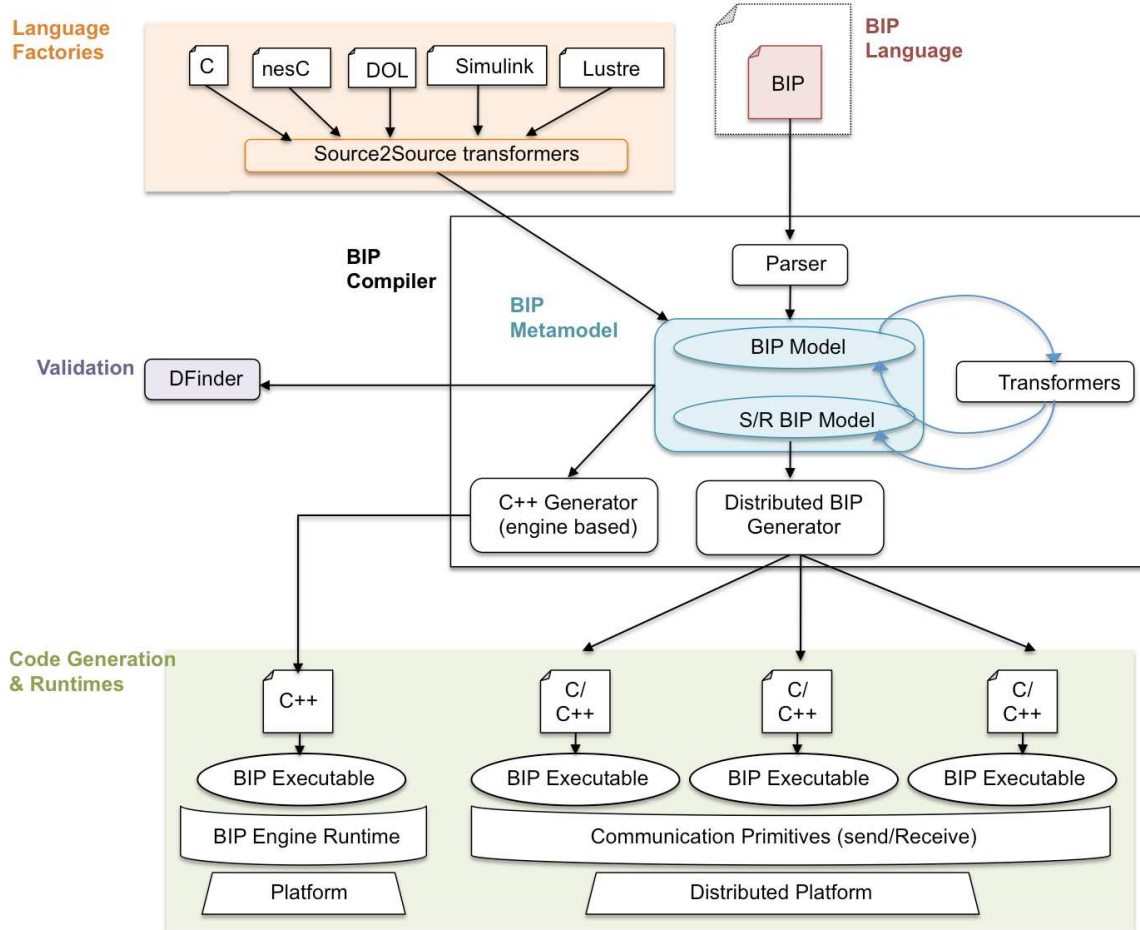 Language
Factories
C
nesC
DOL
Simulink
Lustre
Source2Source transformers
BIP
Language
BIP
BIP
Compiler
Parser
BIP
Metamodel
BIP Model
S/R BIP Model
Transformers
Validation
DFinder
C++ Generator
(engine based)
Distributed BIP
Generator
Code Generation
& Runtimes
C++
C/
C++
C/
C++
C/
C++
BIP Executable
BIP Executable
BIP Executable
BIP Executable
BIP Engine Runtime
Communication Primitives (send/Receive)
Platform
Distributed Platform